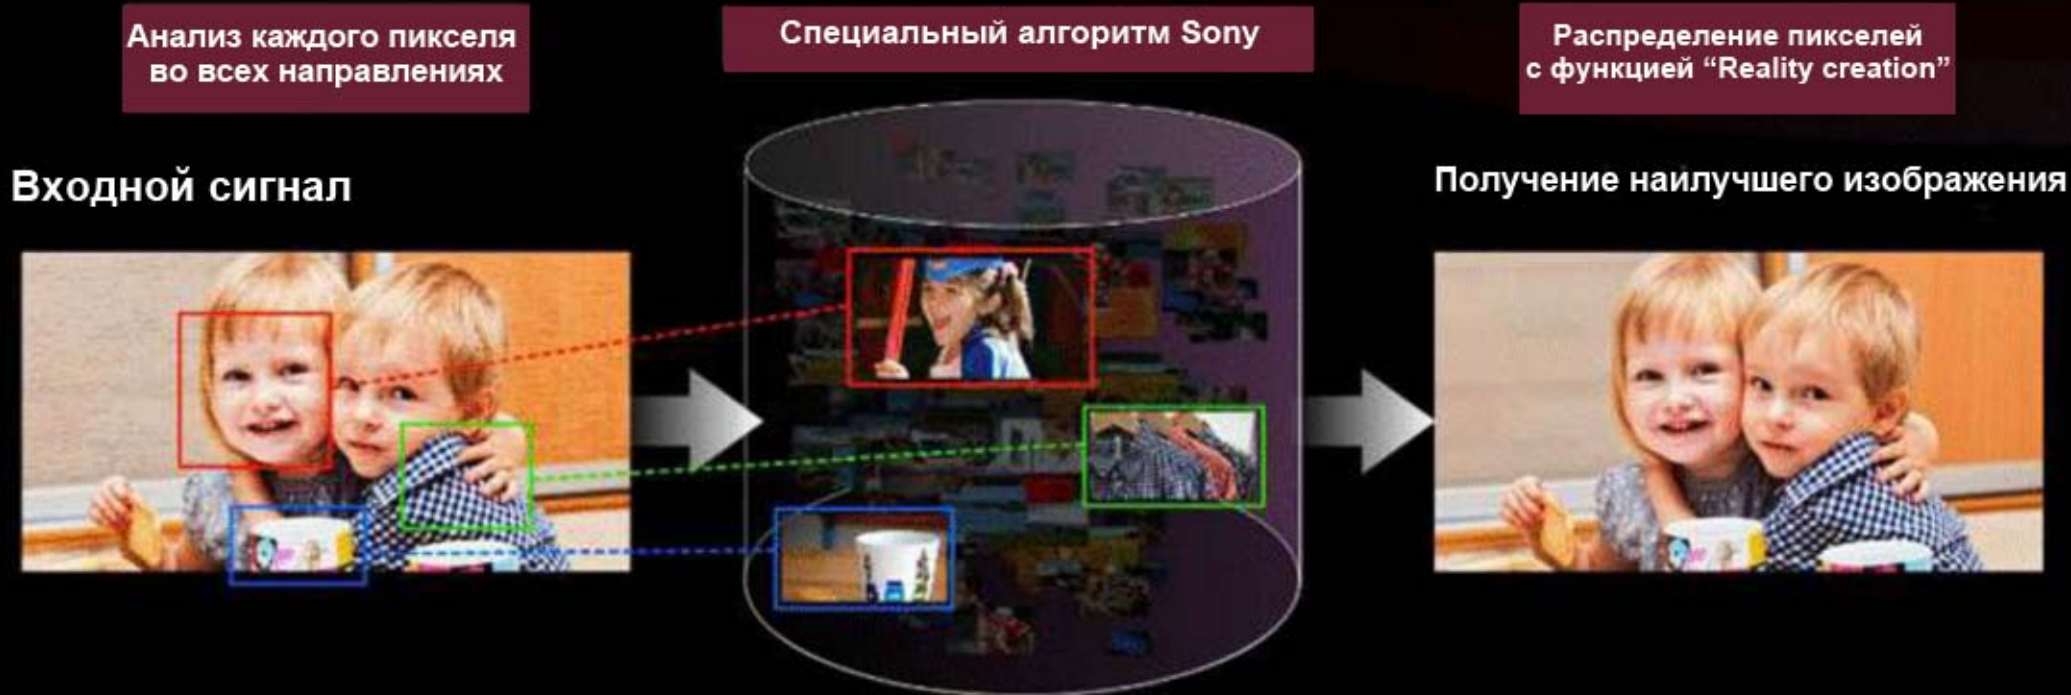 Анализ каждого пикселя
во всех направлениях
Специальный алгоритм Sony
Распределение пикселей
с функцией “Reality creation”
Входной сигнал
Получение наилучшего изображения